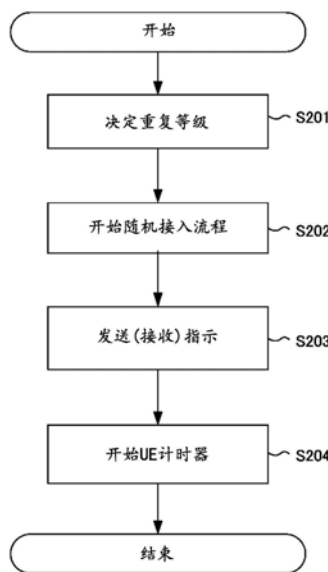 开始
决定重复等级
S201
开始随机接入流程
S202
发送(接收)指示
S203
开始UE计时器
S204
结束